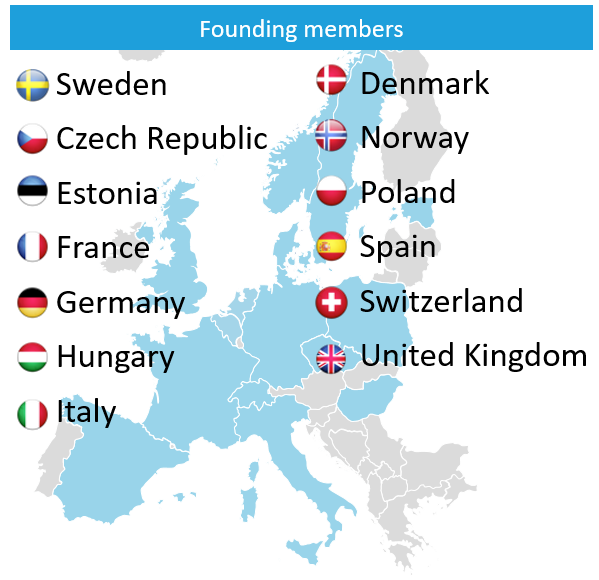 Founding members
Sweden
Czech Republic
Estonia
France
Germany
Hungary
Italy
Denmark
Norway
Poland
Spain
Switzerland
United Kingdom